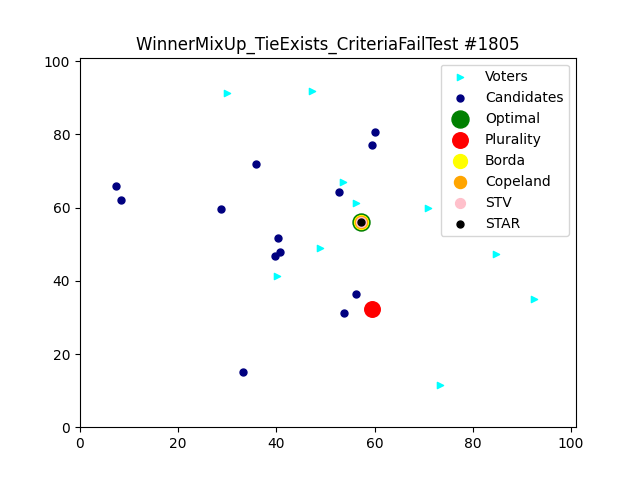 WinnerMixUp_TieExists_CriteriaFailTest #1805
100
80
60
40
20
0
0 20 40 60 80 100
Voters
Candidates
Optimal
Plurality
Borda
Copeland
STV
STAR